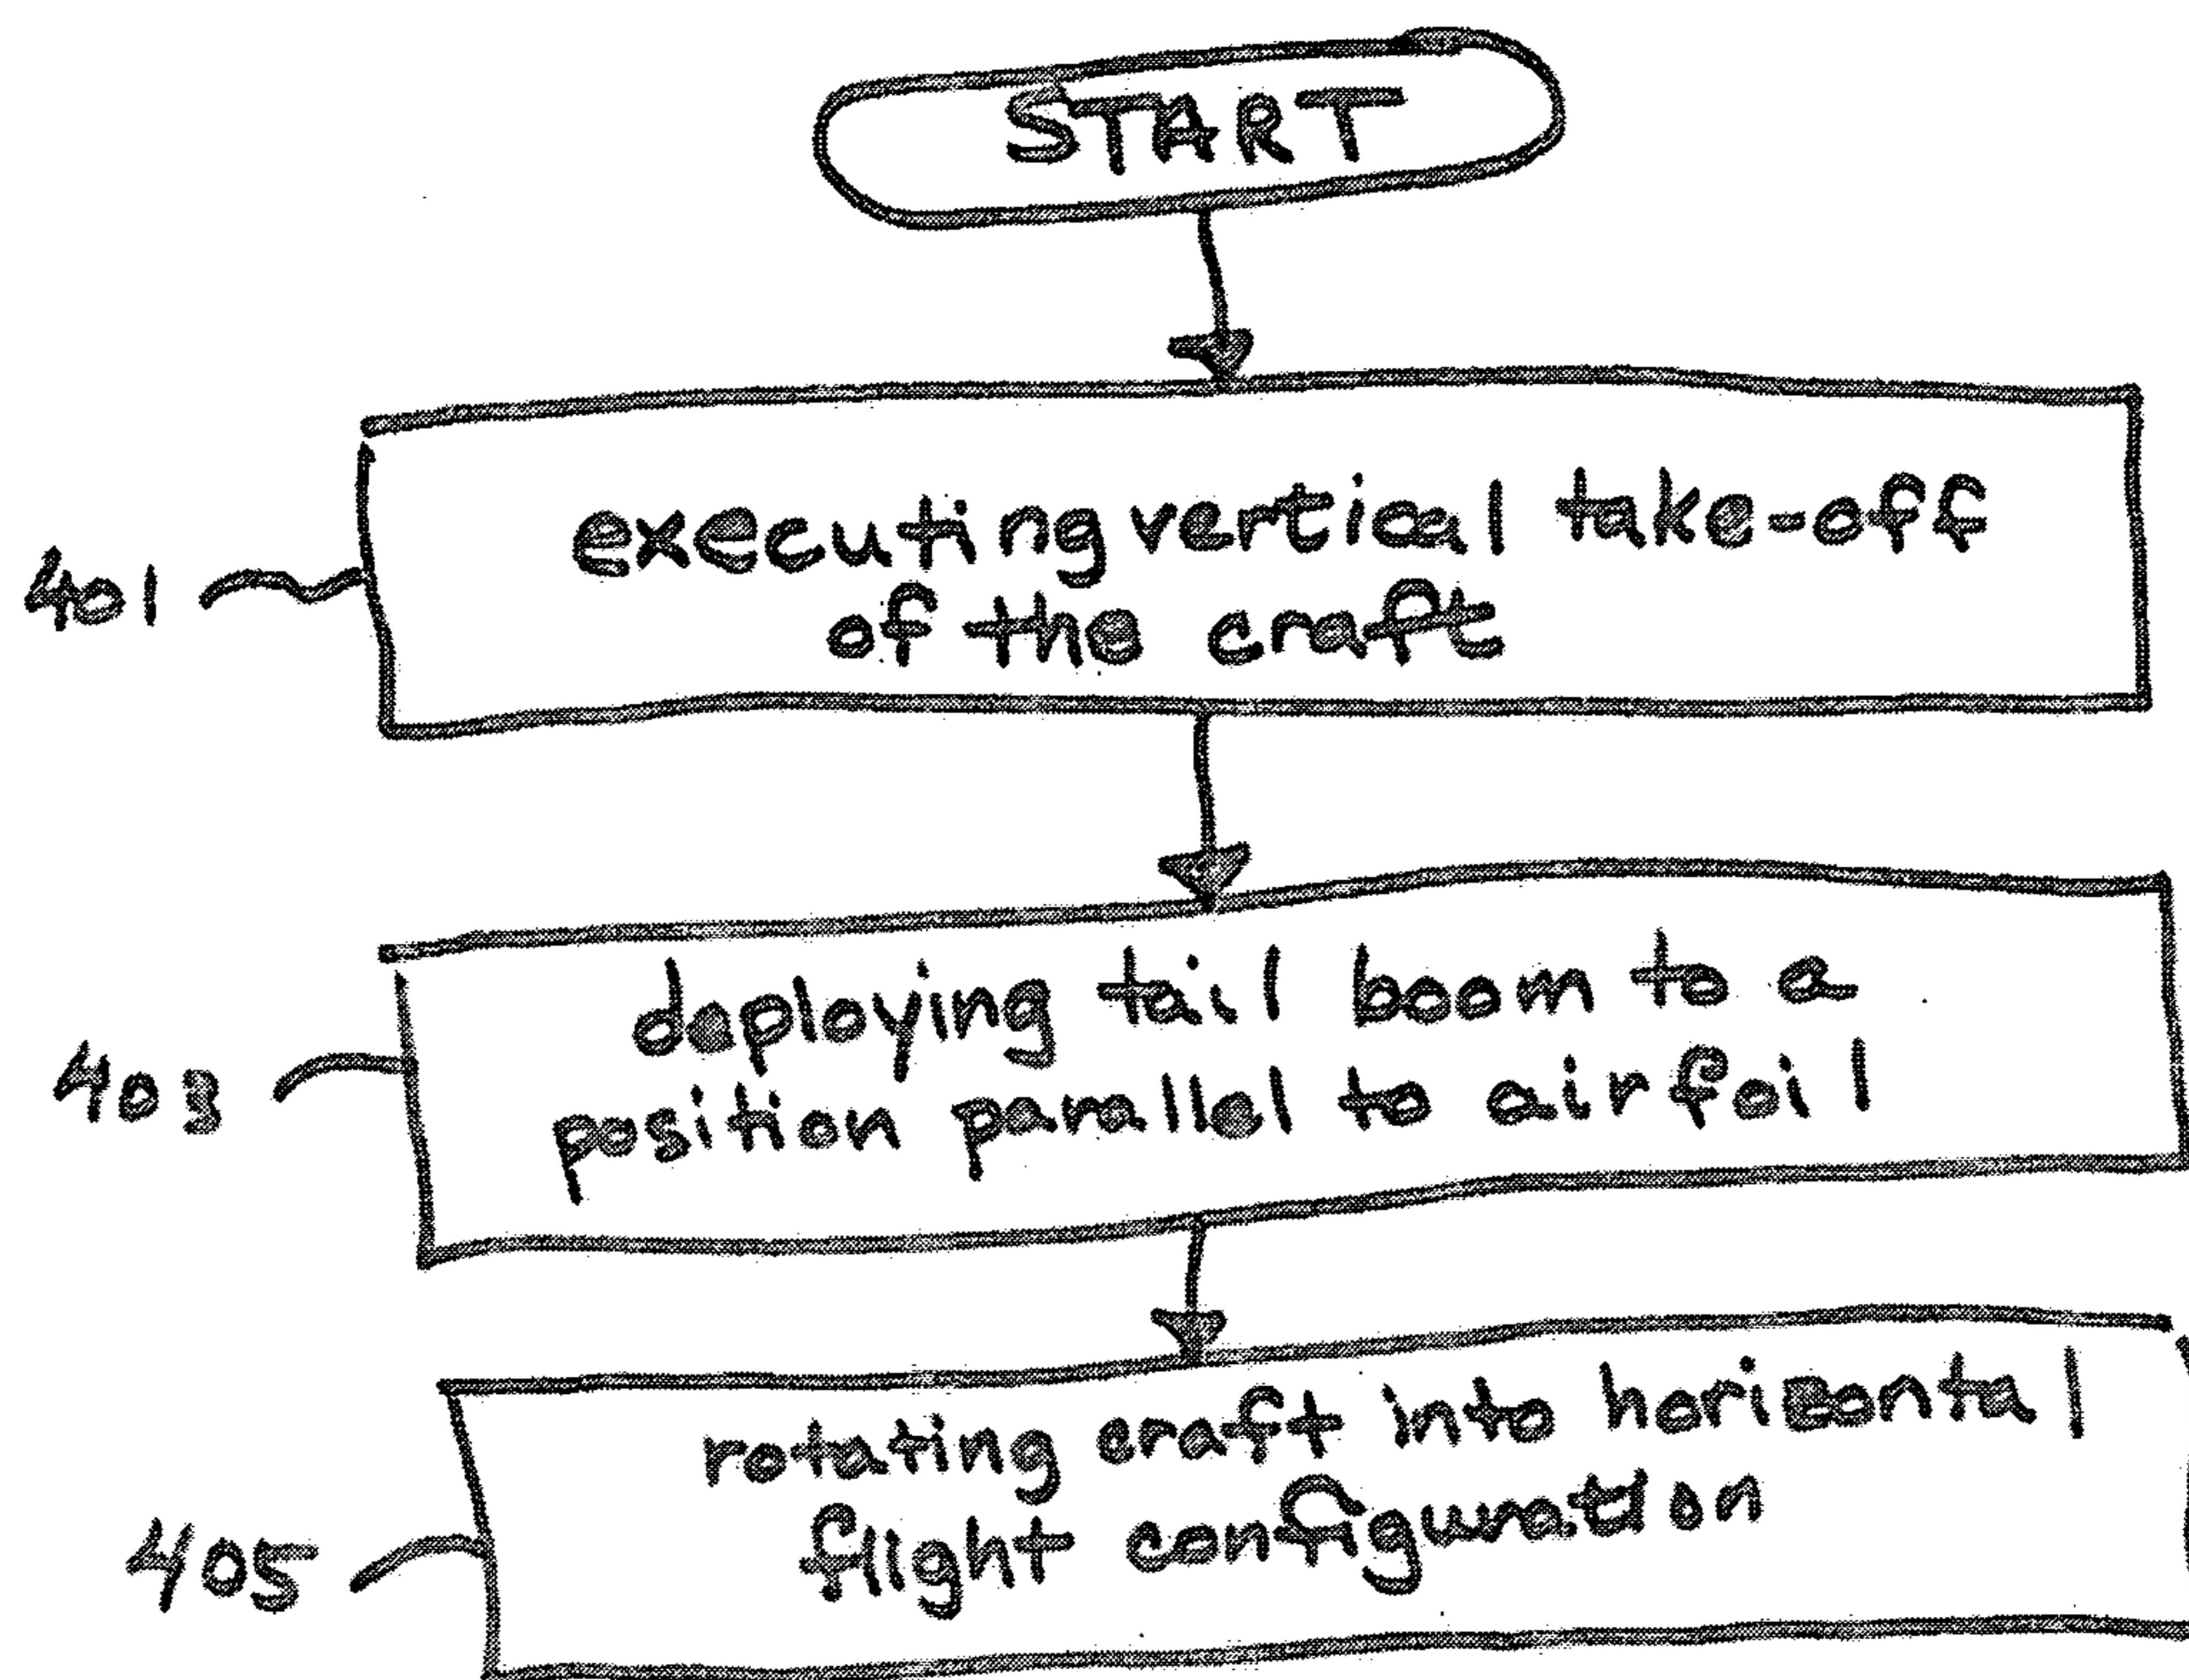 START
401
executing vertical take-off
of the craft
403
deploying tail boom to a
position parallel to airfoil
405
rotating craft into horizontal
flight configuration